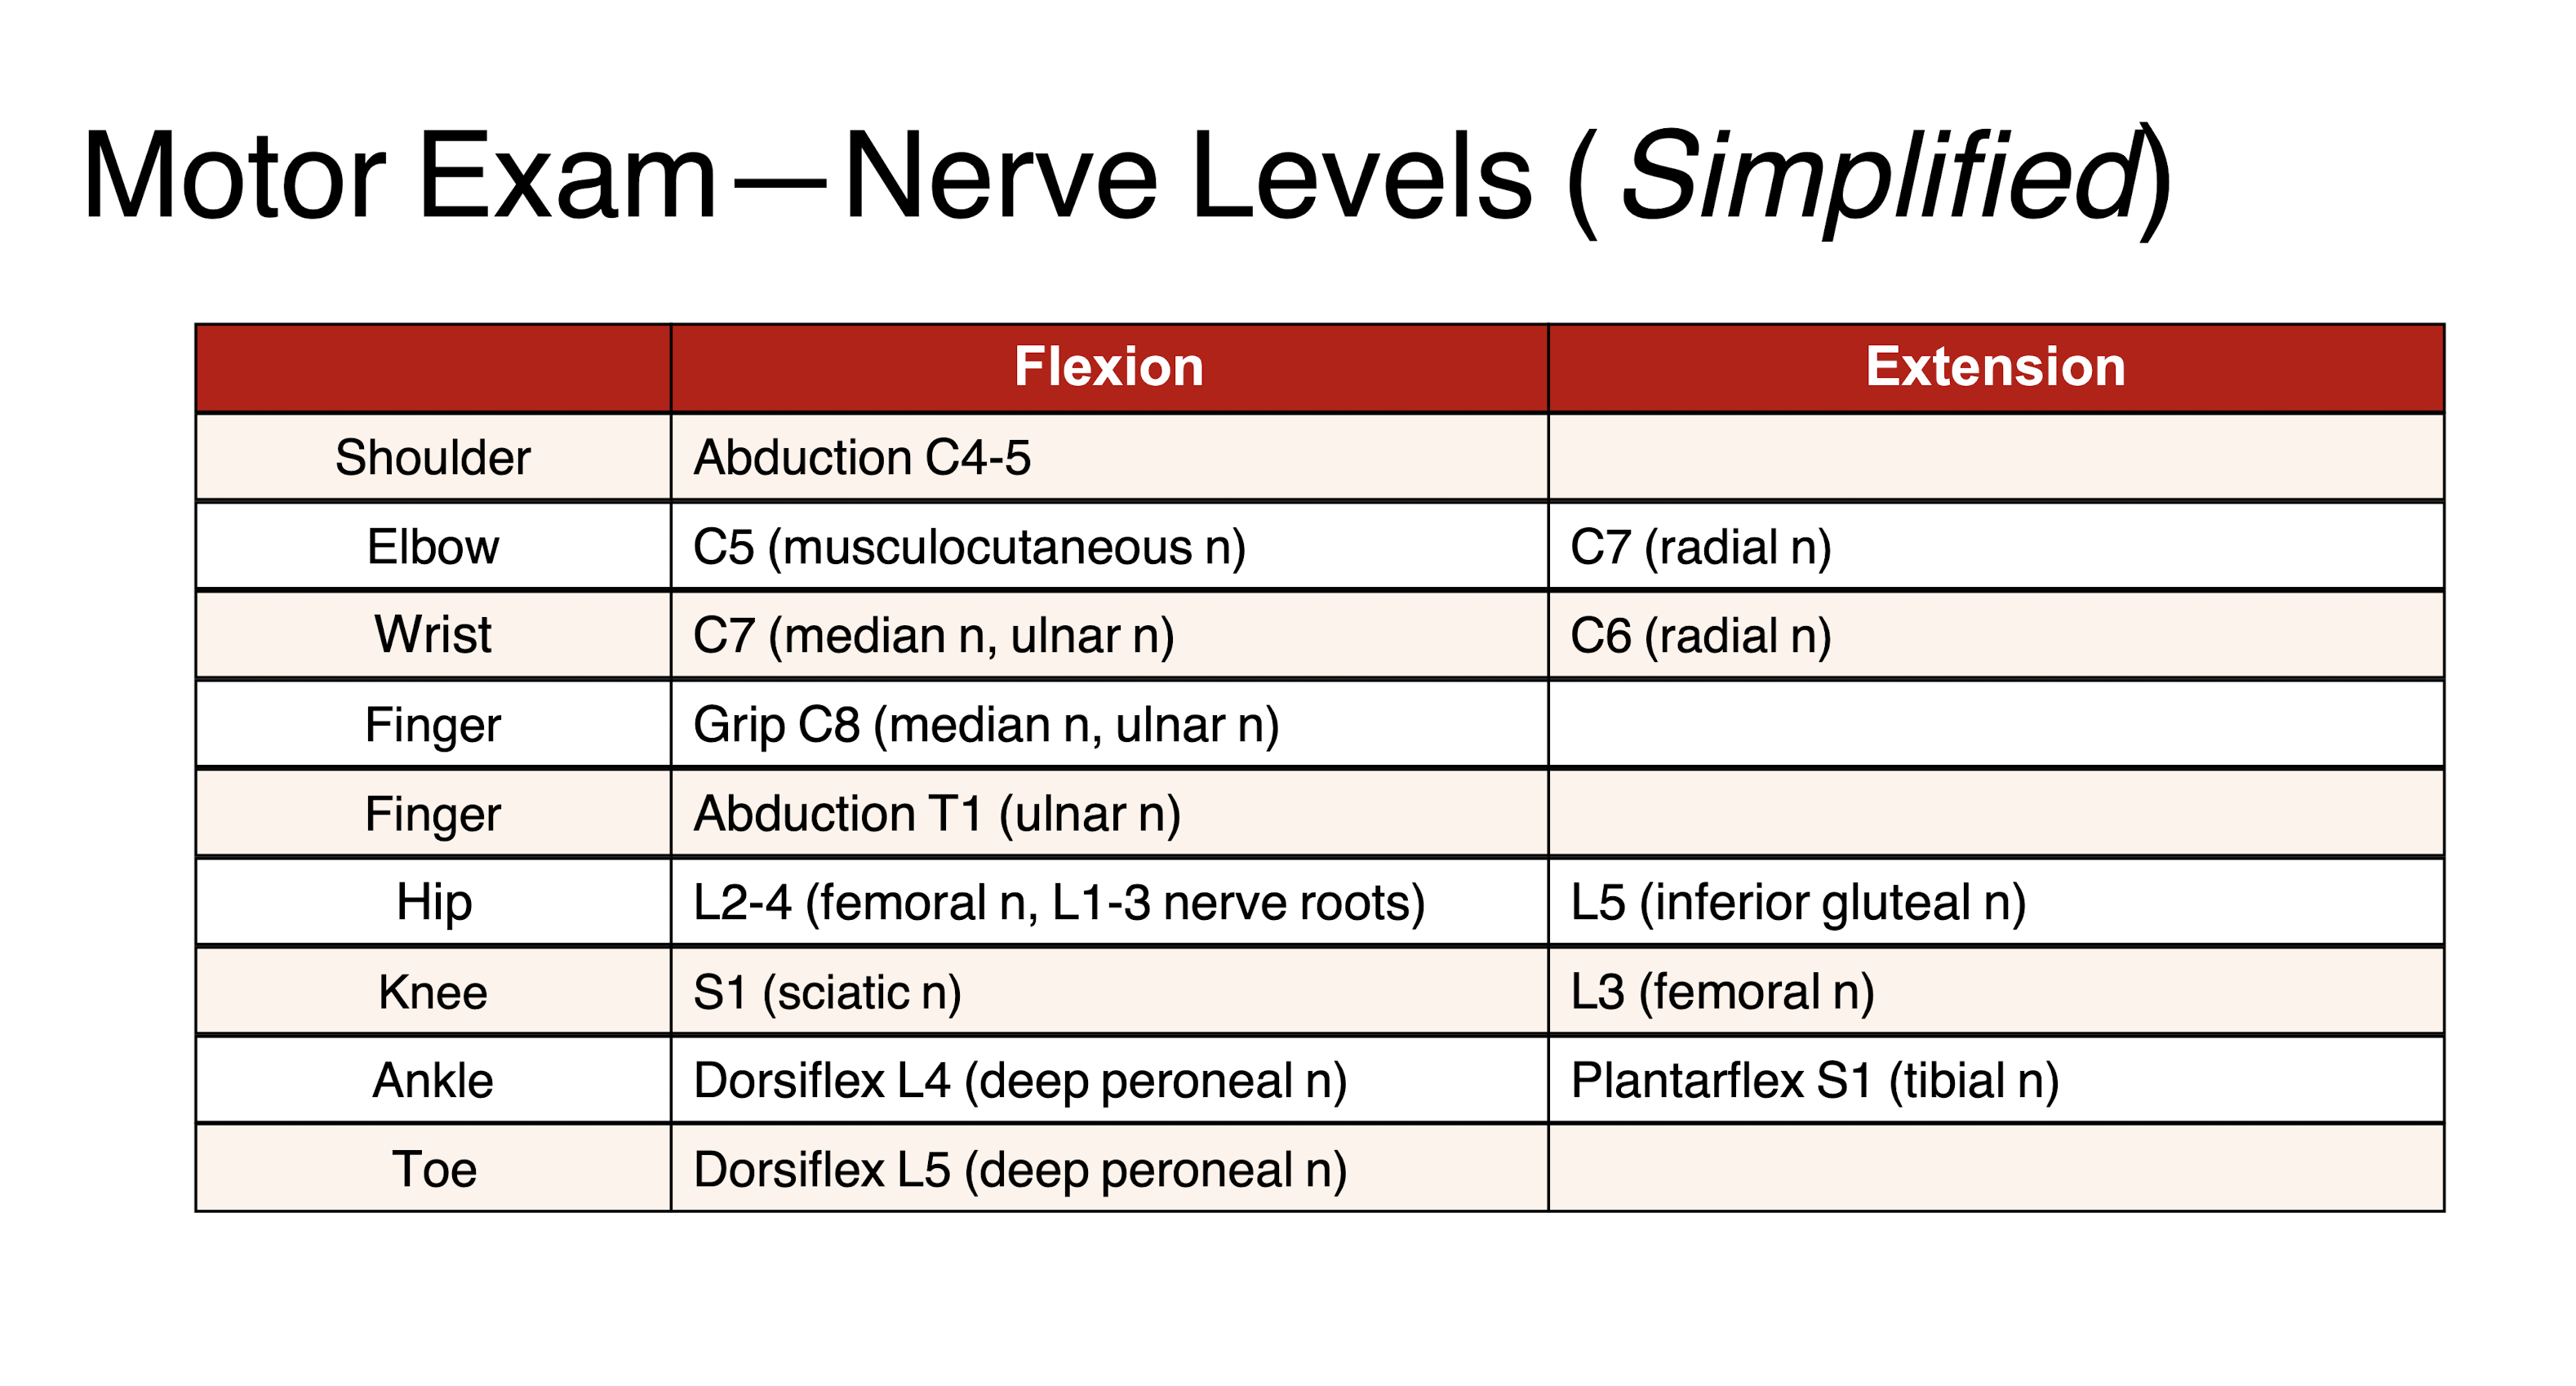 Motor Exam—Nerve Levels (Simplified)
Flexion Extension
Shoulder Abduction C4-5
Elbow C5 (musculocutaneous n) C7 (radial n)
Wrist C7 (median n, ulnar n) C6 (radial n)
Finger Grip C8 (median n, ulnar n)
Finger Abduction T1 (ulnar n)
Hip L2-4 (femoral n, L1-3 nerve roots) L5 (inferior gluteal n)
Knee S1 (sciatic n) L3 (femoral n)
Ankle Dorsiflex L4 (deep peroneal n) Plantarflex S1 (tibial n)
Toe Dorsiflex L5 (deep peroneal n)